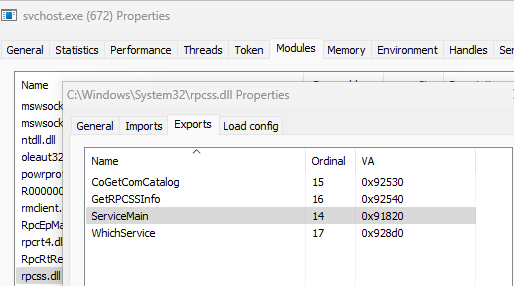 svchost.exe (672) Properties
General Statistics Performance Threads Token Modules Memory Environment Handles
Name
C:\Windows\System32\rpcss.dll Properties
mswsock
mswsock
ntdll.dll
oleaut32
powrprof
R000000
rmclient.
RpcEpMa
rpcrt4.dl
RpcRtRe
rpcss.dll
General Imports Exports Load config
Name Ordinal VA
CoGetComCatalog 15 0x92530
GetRPCSSInfo 16 0x92540
ServiceMain 14 0x91820
WhichService 17 0x928d0